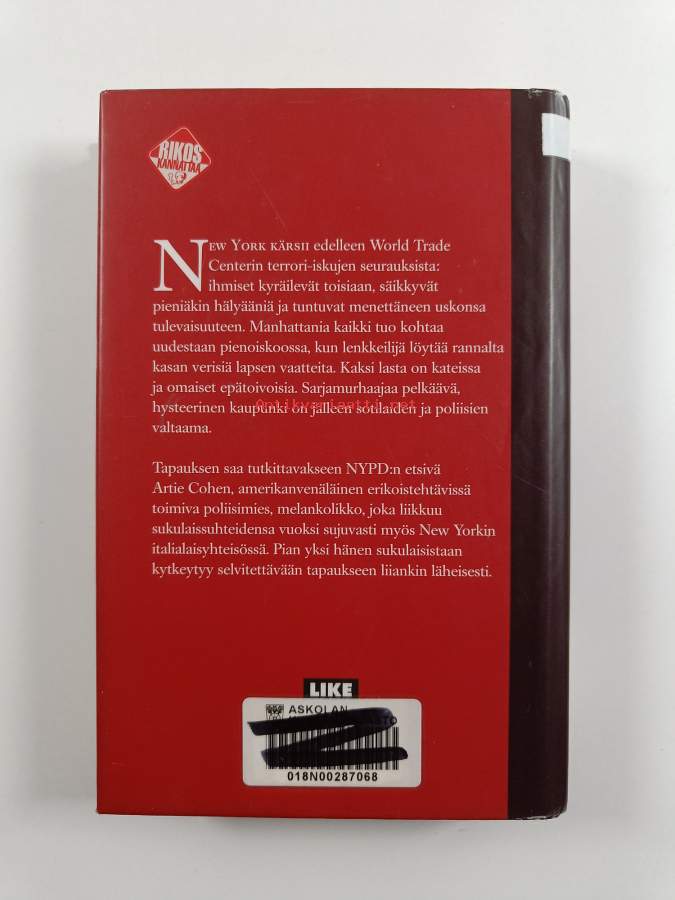 RIKOS
KANNATTAA
NEW YORK KÄRSII edelleen World Trade
Centerin terrori-iskujen seurauksista:
ihmiset kyräilevät toisiaan, säikkyvät
pieniäkin hälyääniä ja tuntuvat menettäneen uskonsa
tulevaisuuteen. Manhattania kaikki tuo kohtaa
uudestaan pienoiskoossa, kun lenkkeilijä löytää rannalta
kasan verisiä lapsen vaatteita. Kaksi lasta on kateissa
ja omaiset epätoivoisia. Sarjamurhaajaa pelkäävä,
Antikvariaatti.net
hysteerinen kaupunki on jälleen sotilaiden ja poliisien
valtaama.
Tapauksen saa tutkittavakseen NYPD:n etsivä
Artie Cohen, amerikanvenäläinen erikoistehtävissä
toimiva poliisimies, melankolikko, joka liikkuu
sukulaissuhteidensa vuoksi sujuvasti myös New Yorkin
italialaisyhteisössä. Pian yksi hänen sukulaisistaan
kytkeytyy selvitettävään tapaukseen liiankin läheisesti.
LIKE
ASKOLAN
TO
018N00287068